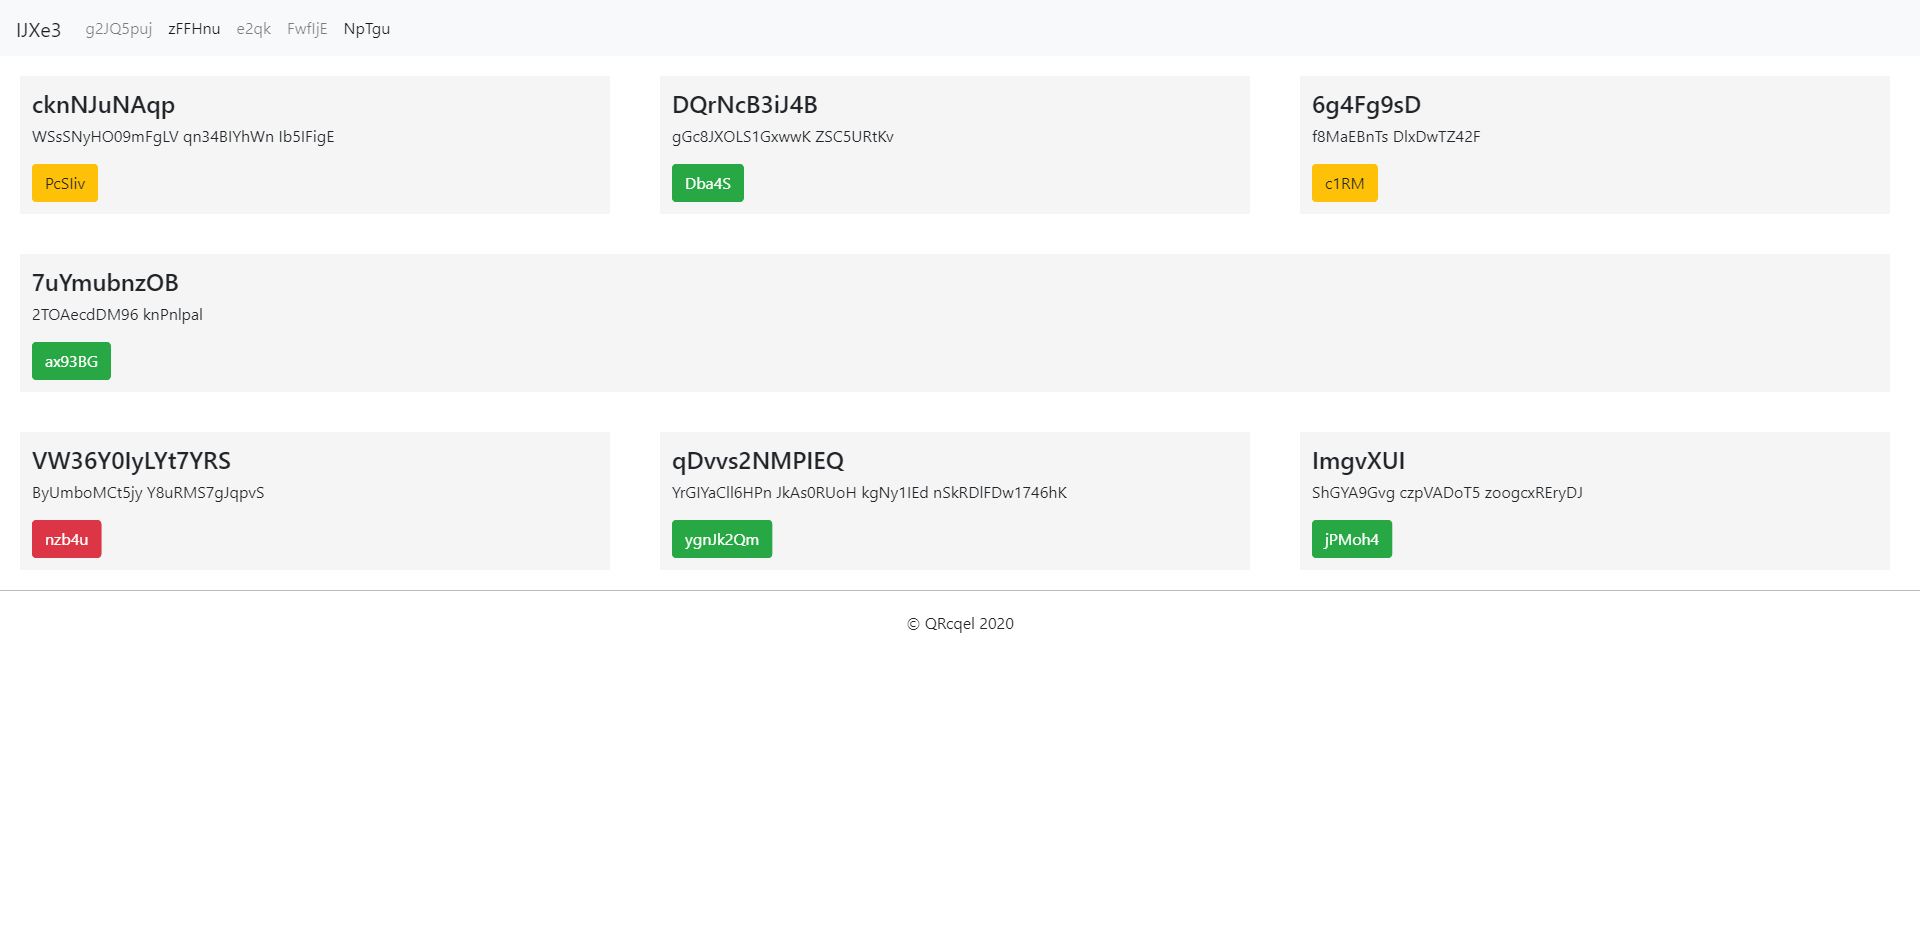 IJXe3 g2JQ5puj zFFHnu e2qk FwfIjE NpTgu
cknNJuNAqp
WSsSNyHO09mFgLV qn34BIYhWn Ib5IFigE
PcSIiv
DQrNcB3iJ4B
gGc8JXOLS1GxwwK ZSC5URtKv
Dba4S
6g4Fg9sD
f8MaEBnTs DlxDwTZ42F
c1RM
7uYmubnzOB
2TOAecdDM96 knPnlpal
ax93BG
VW36Y0IyLYt7YRS
ByUmboMCt5jy Y8uRMS7gJqpvS
nzb4u
qDvvs2NMPIEQ
YrGIYaCll6HPn JkAs0RUoH kgNy1IEd nSkRDlFDw1746hK
ygnJk2Qm
ImgvXUI
ShGYA9Gvg czpVADoT5 zoogcxREryDJ
jPMoh4
© QRcqel 2020